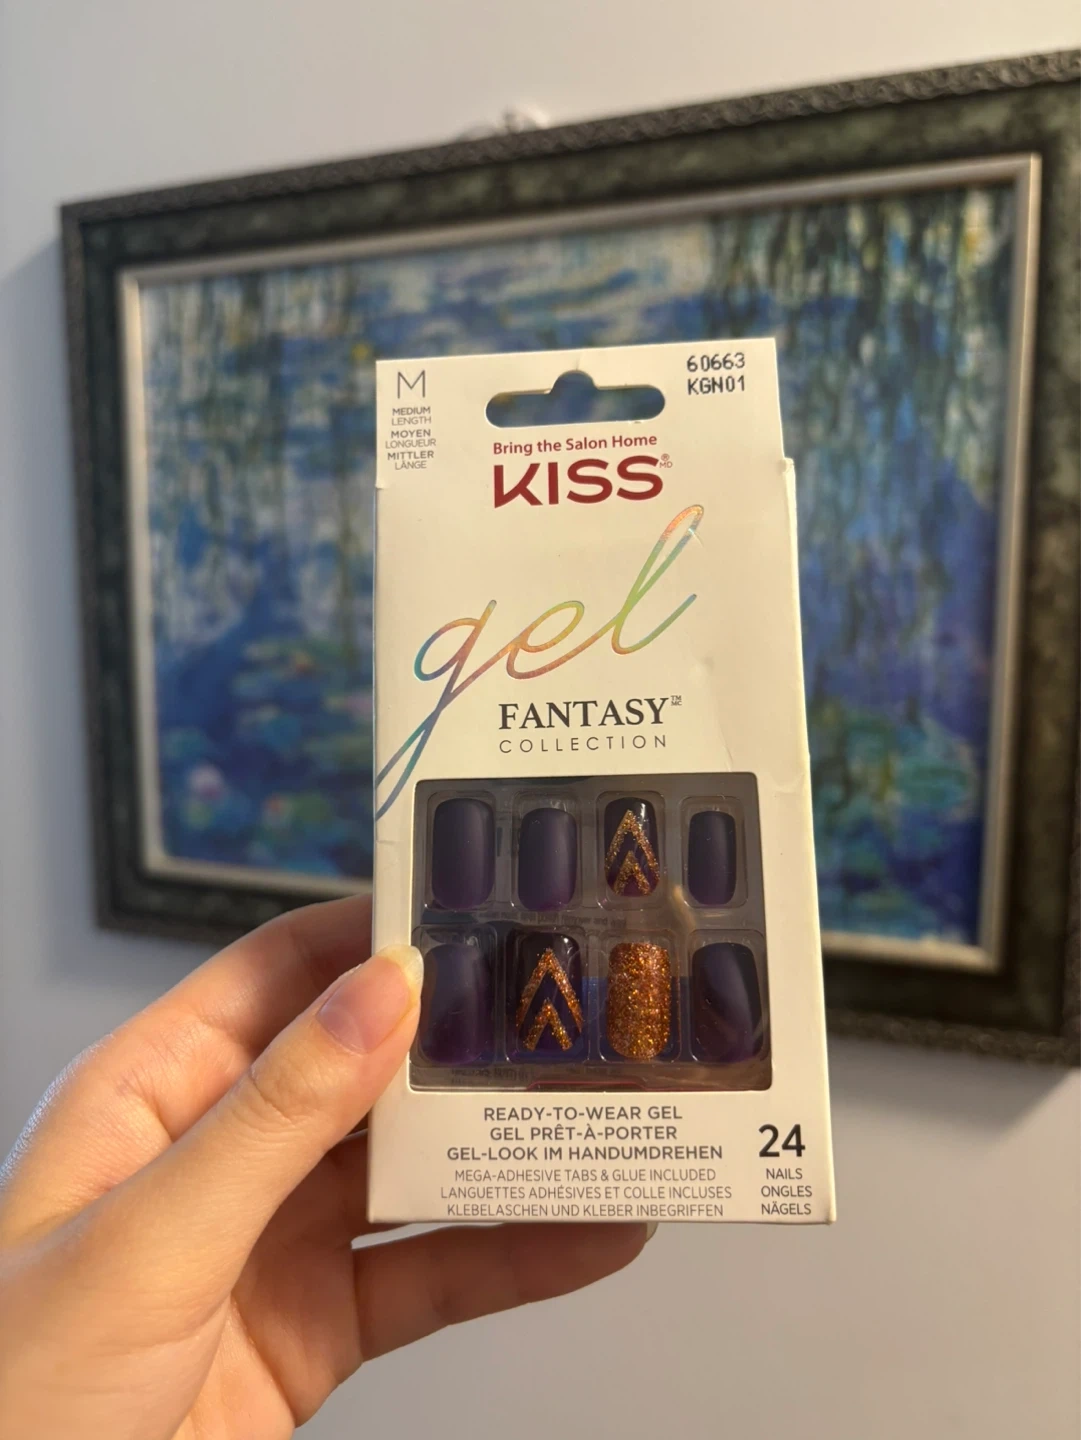 M
MEDIUM
LENGTH
MOYEN
LONGUEUR
MITTLER
LÄNGE
60663
KGN01
Bring the Salon Home
KISS®MD
gel
FANTASY™MC
COLLECTION
READY-TO-WEAR GEL
GEL PRÊT-À-PORTER
GEL-LOOK IM HANDUMDREHEN
MEGA-ADHESIVE TABS & GLUE INCLUDED
LANGUETTES ADHÉSIVES ET COLLE INCLUSES
KLEBELASCHEN UND KLEBER INBEGRIFFEN
24
NAILS
ONGLES
NÄGELS